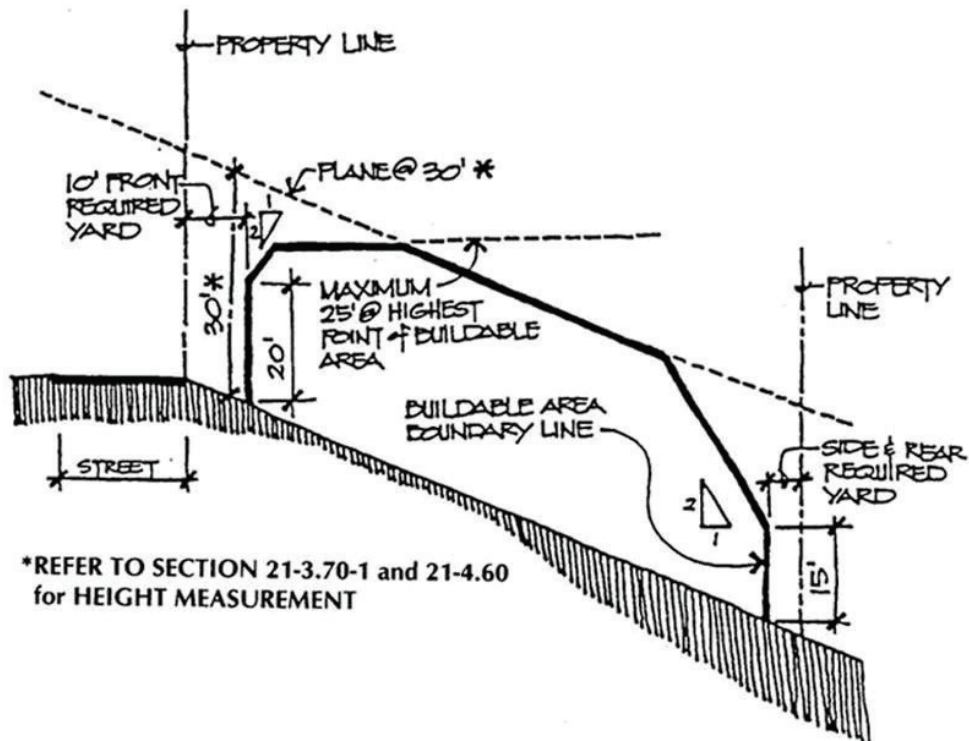 PROPERTY LINE
PLANE @ 30' *
10' FRONT
REQUIRED
YARD
1
2
30'*
20'
MAXIMUM
25' @ HIGHEST
POINT of BUILDABLE
AREA
PROPERTY
LINE
BUILDABLE AREA
BOUNDARY LINE
SIDE & REAR
REQUIRED
YARD
2
1
15'
STREET
*REFER TO SECTION 21-3.70-1 and 21-4.60
for HEIGHT MEASUREMENT